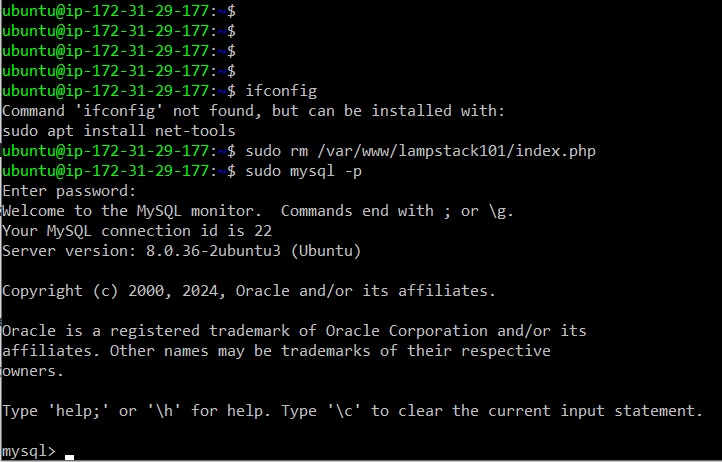 ubuntu@ip-172-31-29-177:~$
ubuntu@ip-172-31-29-177:~$
ubuntu@ip-172-31-29-177:~$
ubuntu@ip-172-31-29-177:~$
ubuntu@ip-172-31-29-177:~$ ifconfig
Command 'ifconfig' not found, but can be installed with:
sudo apt install net-tools
ubuntu@ip-172-31-29-177:~$ sudo rm /var/www/lampstack101/index.php
ubuntu@ip-172-31-29-177:~$ sudo mysql -p
Enter password:
Welcome to the MySQL monitor.  Commands end with ; or \g.
Your MySQL connection id is 22
Server version: 8.0.36-2ubuntu3 (Ubuntu)

Copyright (c) 2000, 2024, Oracle and/or its affiliates.

Oracle is a registered trademark of Oracle Corporation and/or its
affiliates. Other names may be trademarks of their respective
owners.

Type 'help;' or '\h' for help. Type '\c' to clear the current input statement.

mysql>